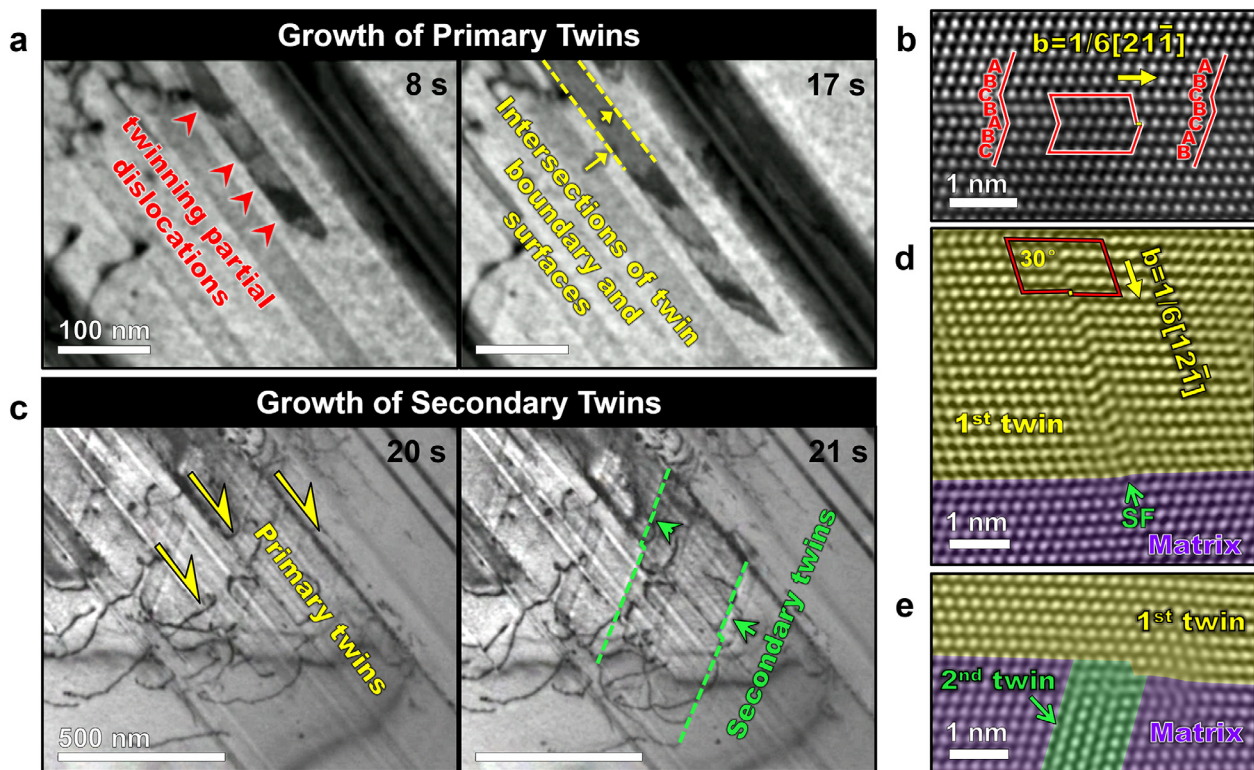 a
Growth of Primary Twins
8 s
twinning partial
dislocations
100 nm
17 s
Intersections of twin
boundary and
surfaces
b
b=1/6[211̅]
A
B
C
B
A
B
C
A
B
C
B
C
A
B
1 nm
c
Growth of Secondary Twins
20 s
Primary twins
500 nm
21 s
Secondary twins
d
30°
b=1/6[121̅]
1st twin
SF
1 nm
Matrix
e
1st twin
2nd twin
Matrix
1 nm